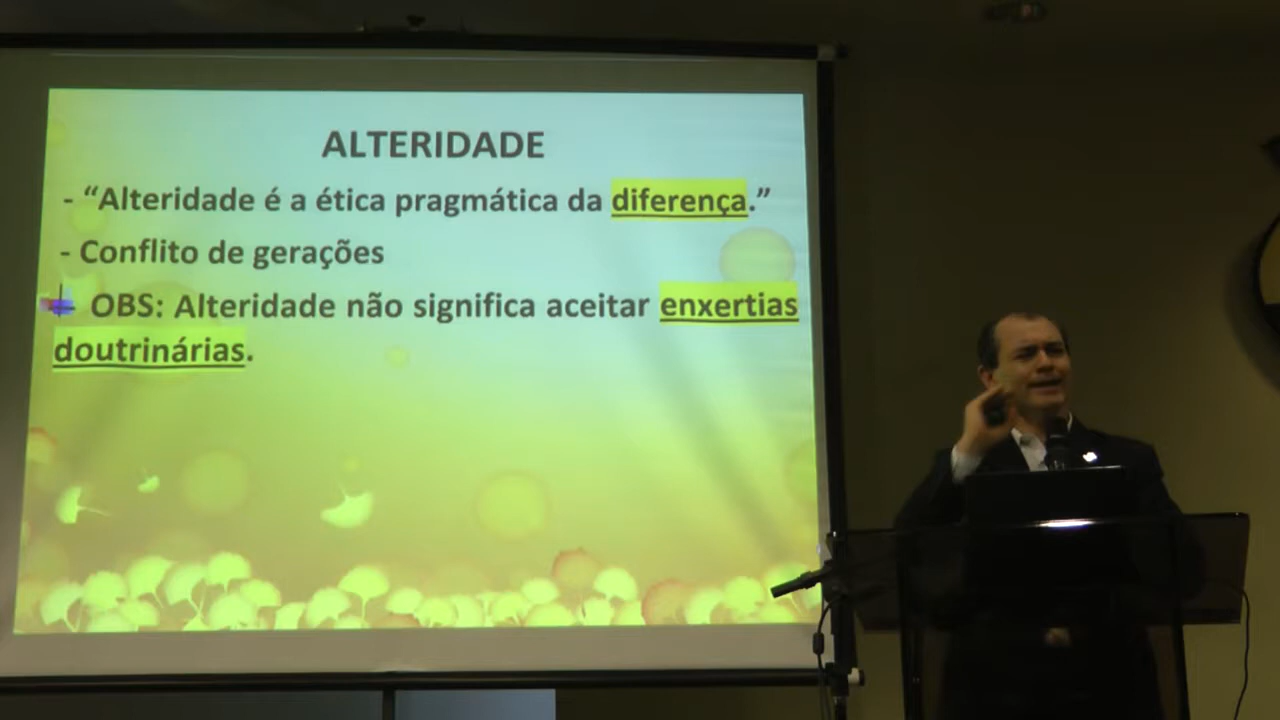 ALTERIDADE
- “Alteridade é a ética pragmática da diferença.”
- Conflito de gerações
OBS: Alteridade não significa aceitar enxertias
doutrinárias.